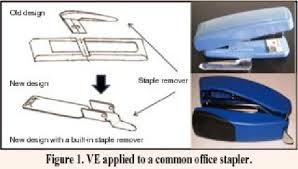 Old design
Staple remover
New design
New design with a built-in staple remover
Figure 1. VE applied to a common office stapler.